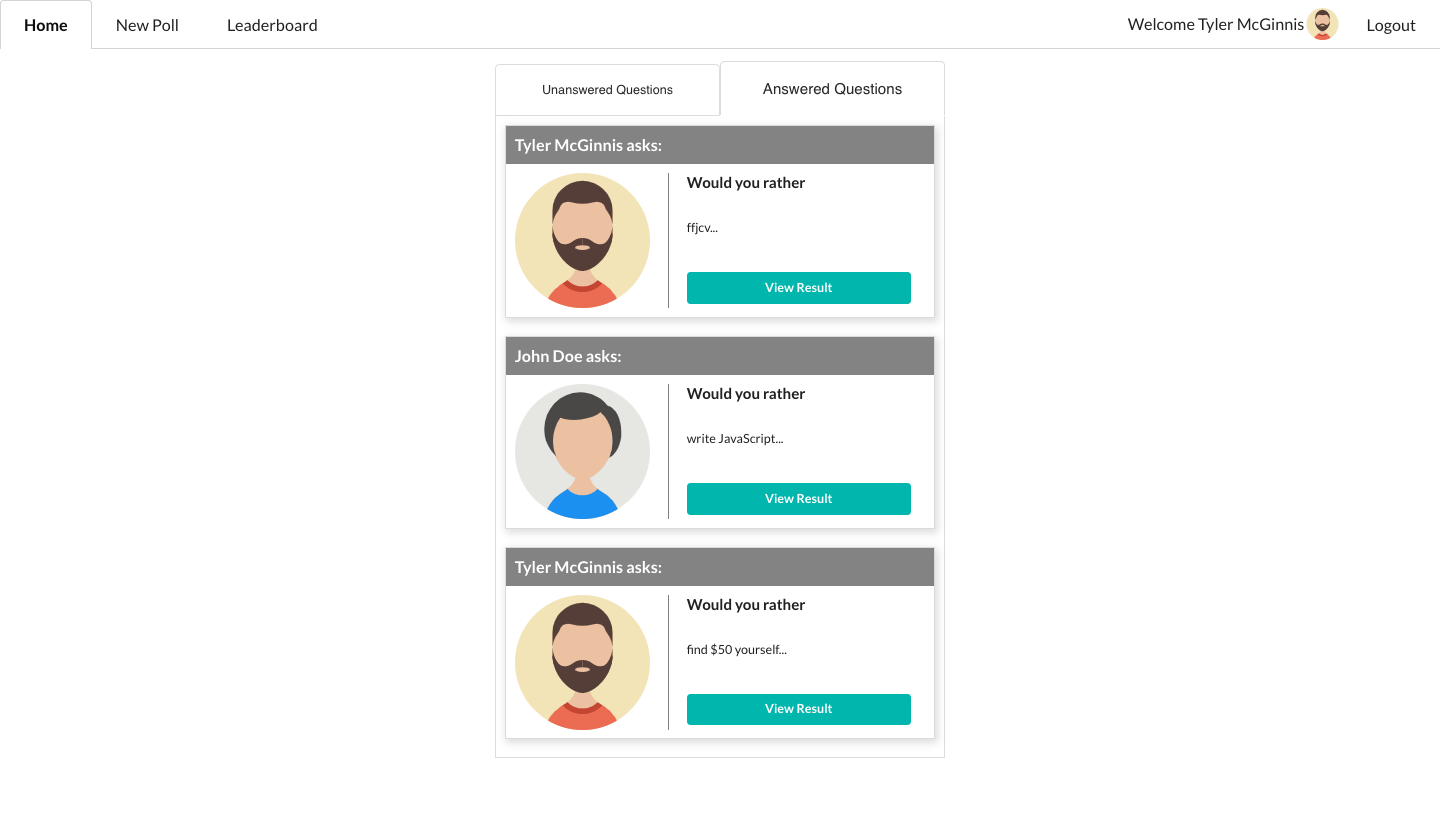 Home New Poll Leaderboard Welcome Tyler McGinnis Logout
Unanswered Questions Answered Questions
Tyler McGinnis asks:
Would you rather
ffjcv...
View Result
John Doe asks:
Would you rather
write JavaScript...
View Result
Tyler McGinnis asks:
Would you rather
find $50 yourself...
View Result